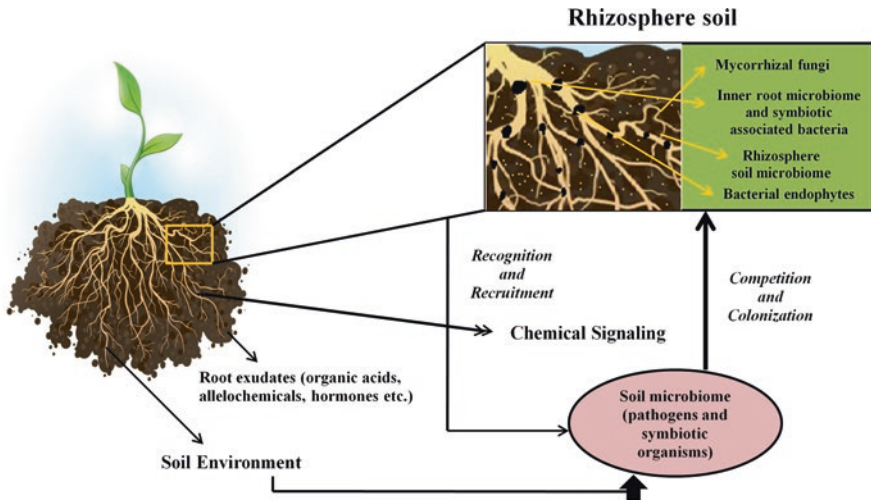 Rhizosphere soil
Mycorrhizal fungi
Inner root microbiome
and symbiotic
associated bacteria
Rhizosphere
soil microbiome
Bacterial endophytes
Recognition
and
Recruitment
Competition
and
Colonization
Chemical Signaling
Root exudates (organic acids,
allelochemicals, hormones etc.)
Soil microbiome
(pathogens and
symbiotic
organisms)
Soil Environment